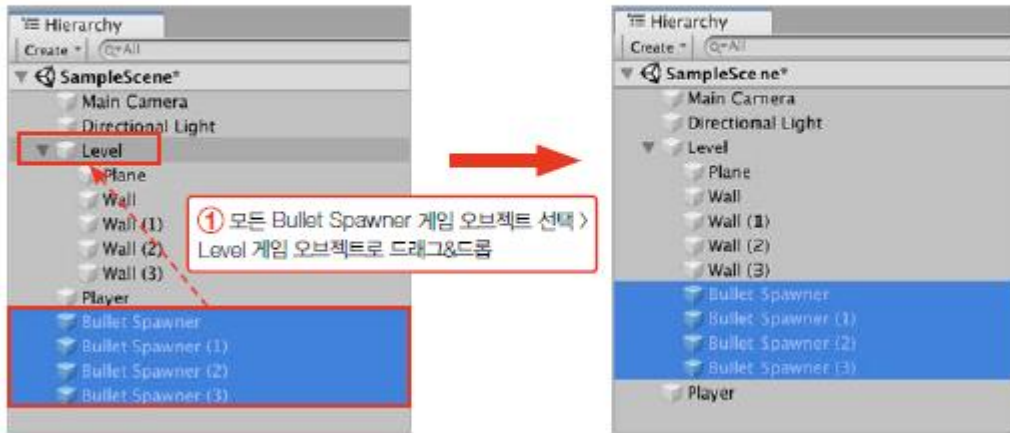 Hierarchy
Create
All
SampleScene*
Main Camera
Directional Light
Level
Plane
Wall
Wall (1)
Wall (2)
Wall (3)
Player
Bullet Spawner
Bullet Spawner (1)
Bullet Spawner (2)
Bullet Spawner (3)
① 모든 Bullet Spawner 게임 오브젝트 선택 >
Level 게임 오브젝트로 드래그&드롭
Hierarchy
Create
All
SampleScene*
Main Camera
Directional Light
Level
Plane
Wall
Wall (1)
Wall (2)
Wall (3)
Bullet Spawner
Bullet Spawner (1)
Bullet Spawner (2)
Bullet Spawner (3)
Player